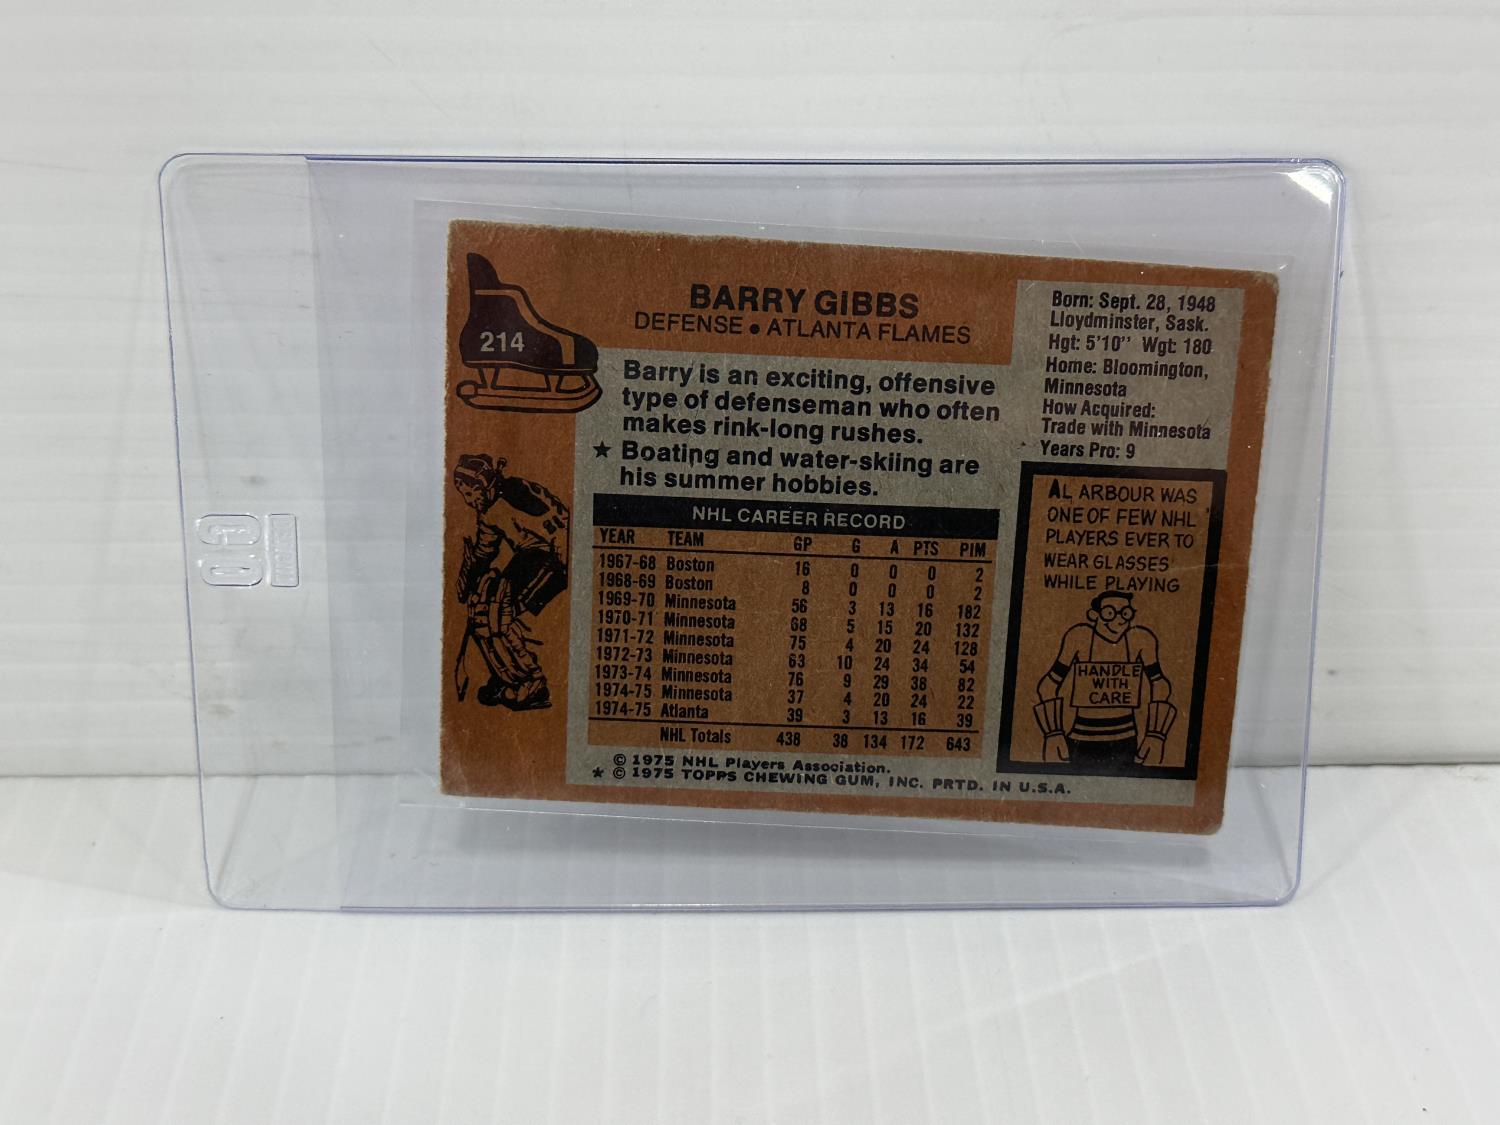 214
BARRY GIBBS
DEFENSE • ATLANTA FLAMES
Barry is an exciting, offensive
type of defenseman who often
makes rink-long rushes.
★ Boating and water-skiing are
his summer hobbies.
NHL CAREER RECORD
YEAR TEAM GP G A PTS PIM
1967-68 Boston 16 0 0 0 2
1968-69 Boston 8 0 0 0 2
1969-70 Minnesota 56 3 13 16 182
1970-71 Minnesota 68 5 15 20 132
1971-72 Minnesota 75 4 20 24 128
1972-73 Minnesota 63 10 24 34 54
1973-74 Minnesota 76 9 29 38 82
1974-75 Minnesota 37 4 20 24 22
1974-75 Atlanta 39 3 13 16 39
NHL Totals 438 38 134 172 643
© 1975 NHL Players Association.
★ © 1975 TOPPS CHEWING GUM, INC. PRTD. IN U.S.A.
Born: Sept. 28, 1948
Lloydminster, Sask.
Hgt: 5'10" Wgt: 180
Home: Bloomington,
Minnesota
How Acquired:
Trade with Minnesota
Years Pro: 9
AL ARBOUR WAS
ONE OF FEW NHL
PLAYERS EVER TO
WEAR GLASSES
WHILE PLAYING
HANDLE
WITH
CARE